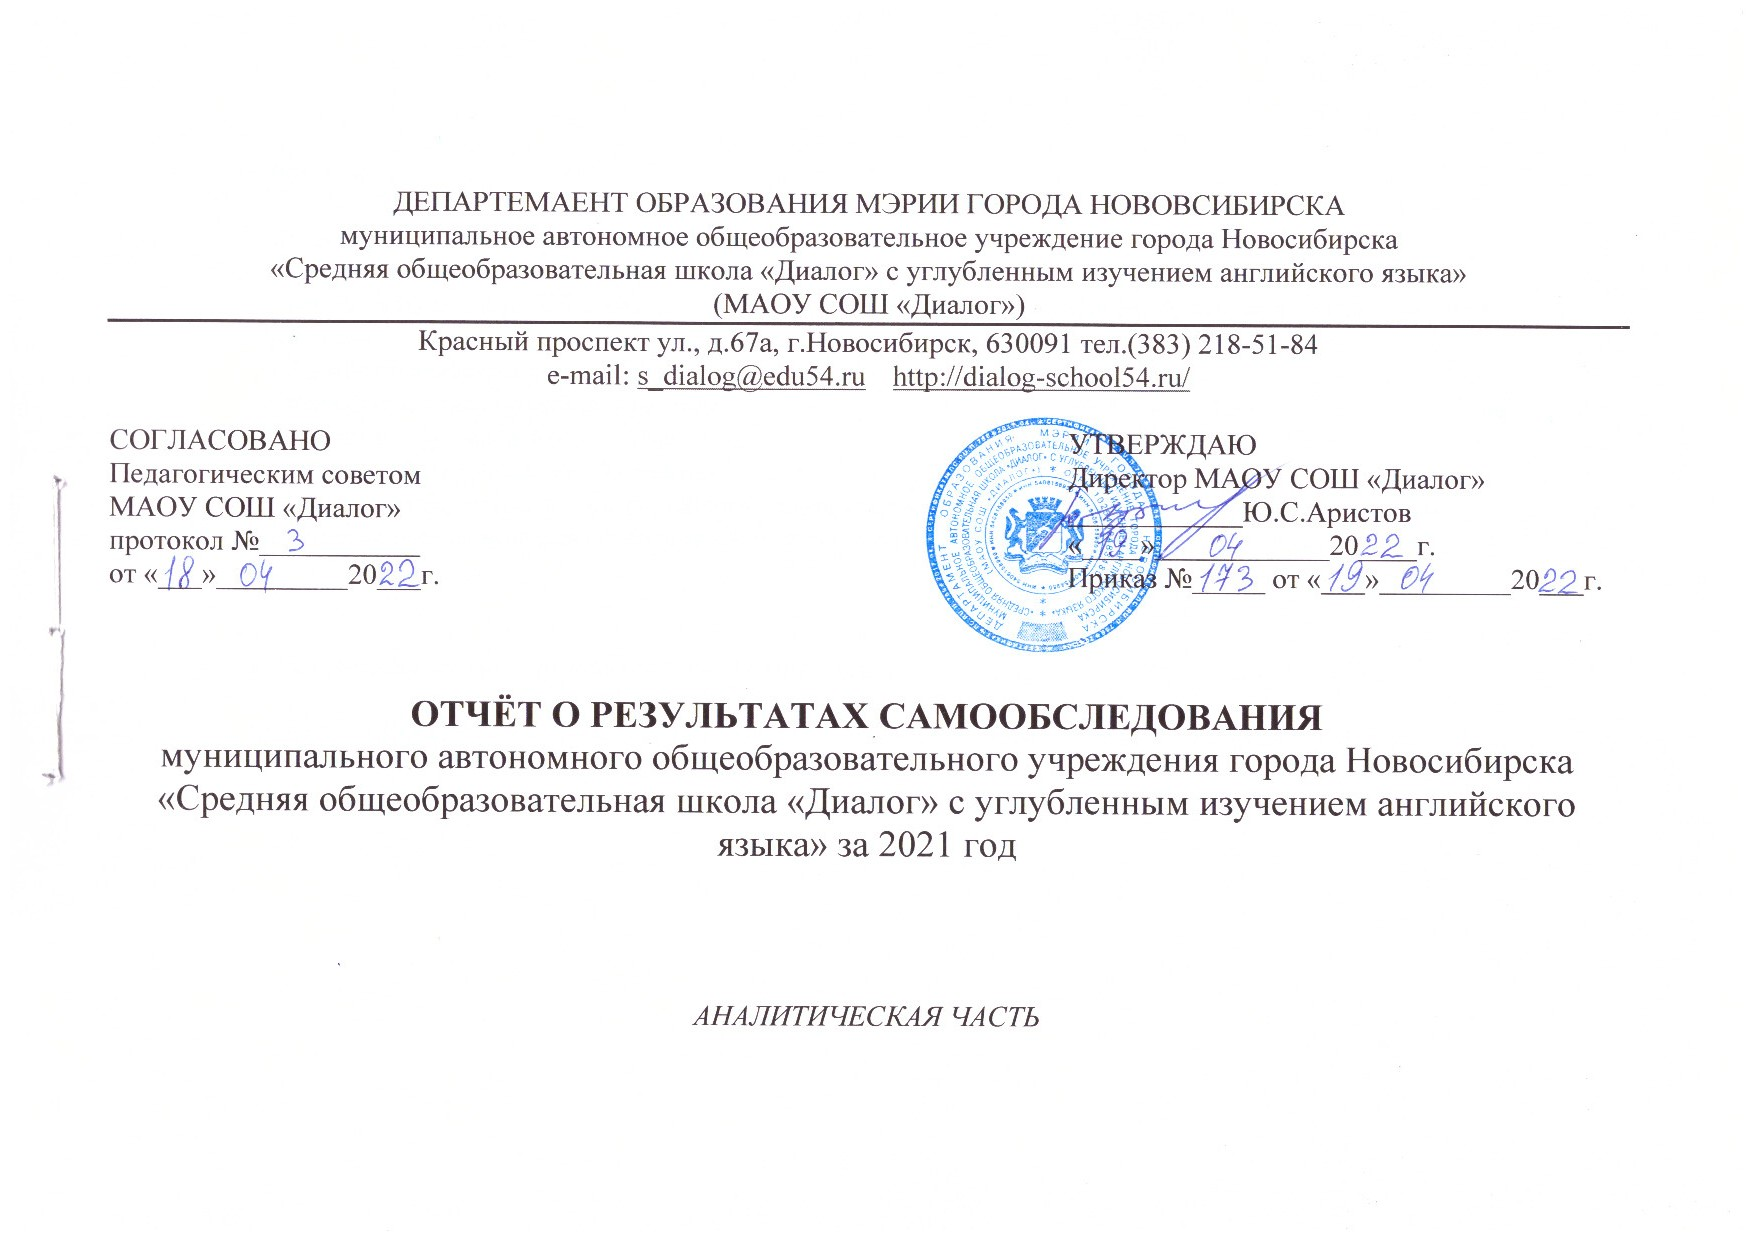 ДЕПАРТЕМАЕНТ ОБРАЗОВАНИЯ МЭРИИ ГОРОДА НОВОВСИБИРСКА
муниципальное автономное общеобразовательное учреждение города Новосибирска
«Средняя общеобразовательная школа «Диалог» с углубленным изучением английского языка»
(МАОУ СОШ «Диалог»)
Красный проспект ул., д.67а, г.Новосибирск, 630091 тел.(383) 218-51-84
e-mail: s_dialog@edu54.ru http://dialog-school54.ru/
СОГЛАСОВАНО
Педагогическим советом
МАОУ СОШ «Диалог»
протокол № 3
от «18» 04 2022 г.
УТВЕРЖДАЮ
Директор МАОУ СОШ «Диалог»
Ю.С.Аристов
«19» 04 2022 г.
Приказ № 173 от «19» 04 2022 г.
ОТЧЁТ О РЕЗУЛЬТАТАХ САМООБСЛЕДОВАНИЯ
муниципального автономного общеобразовательного учреждения города Новосибирска
«Средняя общеобразовательная школа «Диалог» с углубленным изучением английского
языка» за 2021 год
АНАЛИТИЧЕСКАЯ ЧАСТЬ